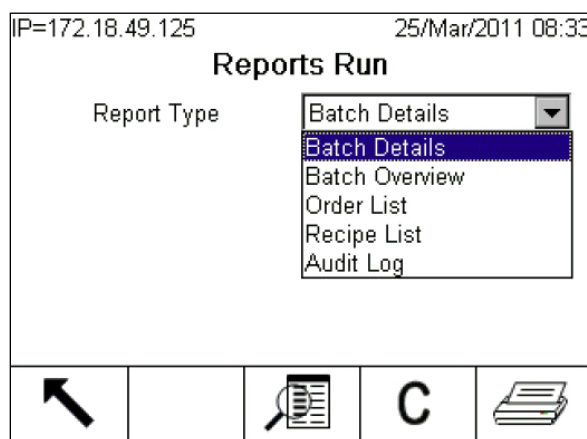 IP=172.18.49.125 25/Mar/2011 08:33
Reports Run
Report Type Batch Details
Batch Details
Batch Overview
Order List
Recipe List
Audit Log
C